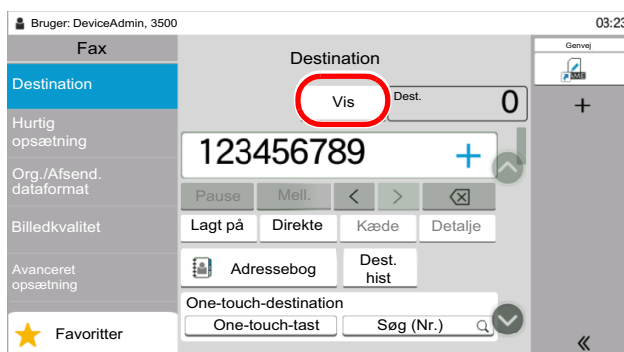 Bruger: DeviceAdmin, 3500
03:23
Fax
Destination
Hurtig
opsætning
Org./Afsend.
dataformat
Billedkvalitet
Avanceret
opsætning
Favoritter
Destination
Vis
Dest.
0
123456789
+
Pause
Mell.
<
>
Lagt på
Direkte
Kæde
Detalje
Adressebog
Dest.
hist
One-touch-destination
One-touch-tast
Søg (Nr.)
Genvej
+
«